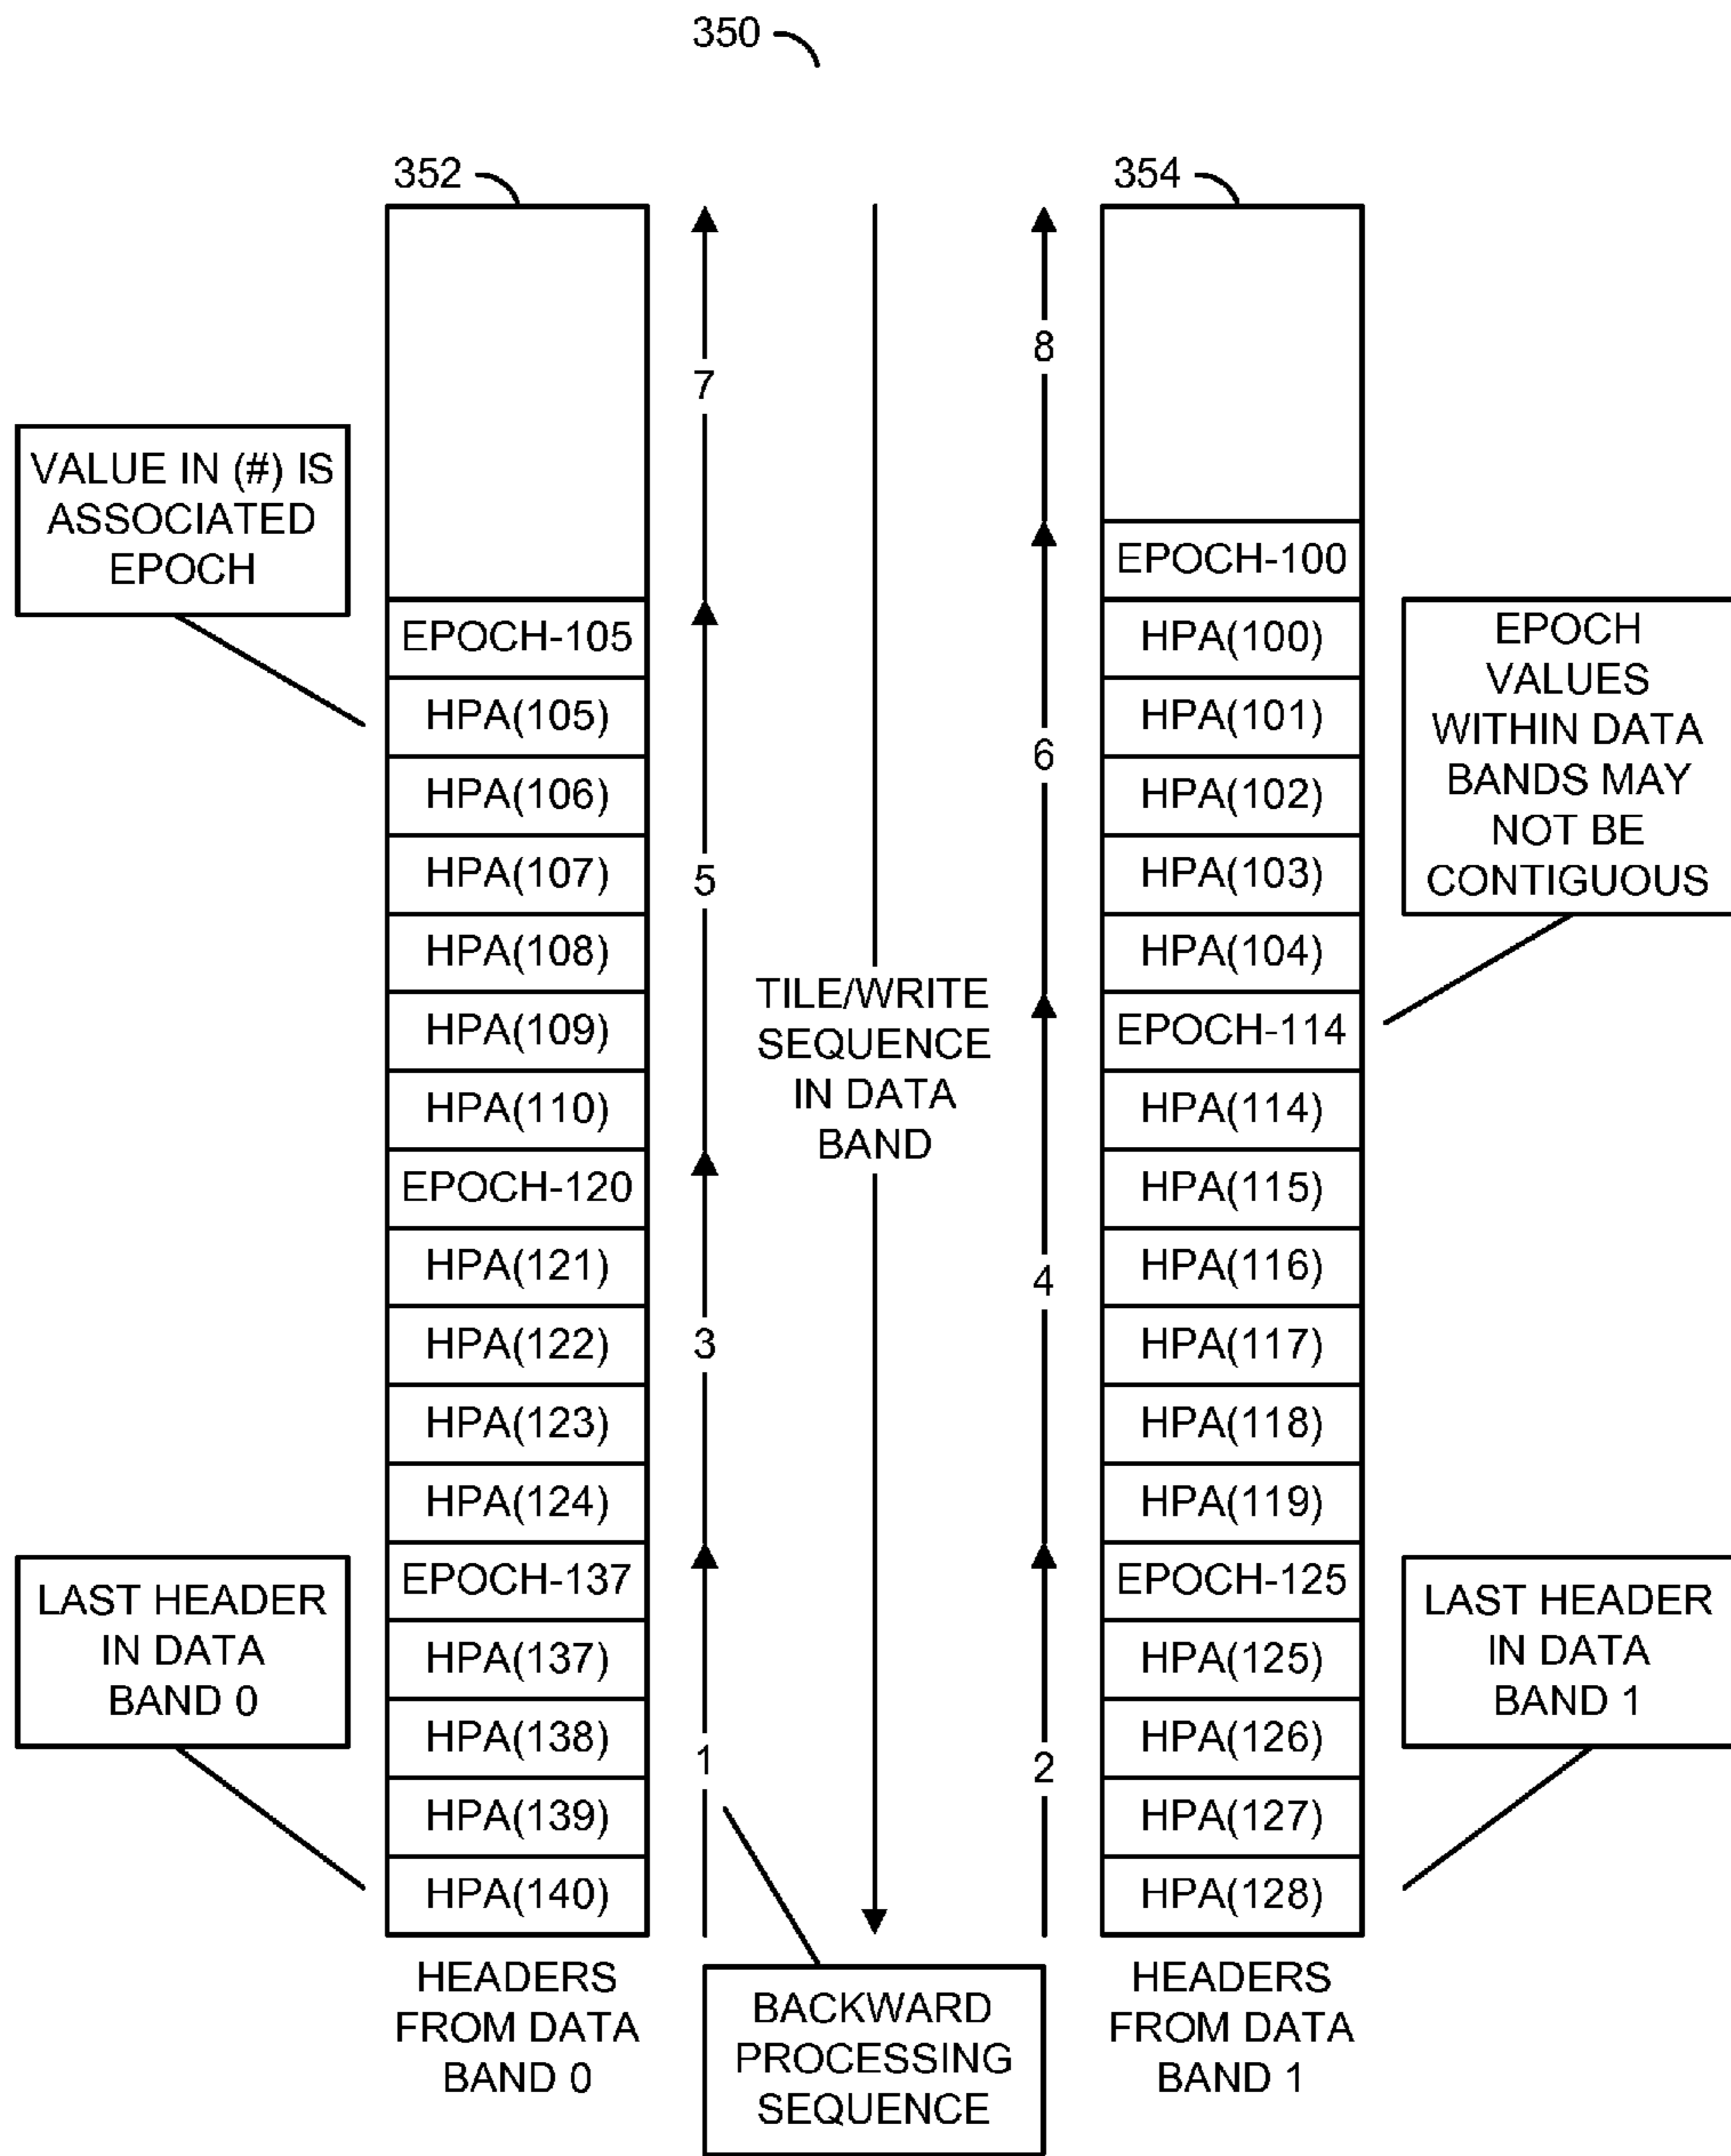 350
352
354
7
8
VALUE IN (#) IS
ASSOCIATED
EPOCH
EPOCH-105
HPA(105)
HPA(106)
HPA(107)
HPA(108)
HPA(109)
HPA(110)
EPOCH-120
HPA(121)
HPA(122)
HPA(123)
HPA(124)
EPOCH-137
HPA(137)
HPA(138)
HPA(139)
HPA(140)
HEADERS
FROM DATA
BAND 0
5
3
1
TILE/WRITE
SEQUENCE
IN DATA
BAND
6
4
2
EPOCH-100
HPA(100)
HPA(101)
HPA(102)
HPA(103)
HPA(104)
EPOCH-114
HPA(114)
HPA(115)
HPA(116)
HPA(117)
HPA(118)
HPA(119)
EPOCH-125
HPA(125)
HPA(126)
HPA(127)
HPA(128)
HEADERS
FROM DATA
BAND 1
EPOCH
VALUES
WITHIN DATA
BANDS MAY
NOT BE
CONTIGUOUS
LAST HEADER
IN DATA
BAND 0
LAST HEADER
IN DATA
BAND 1
BACKWARD
PROCESSING
SEQUENCE